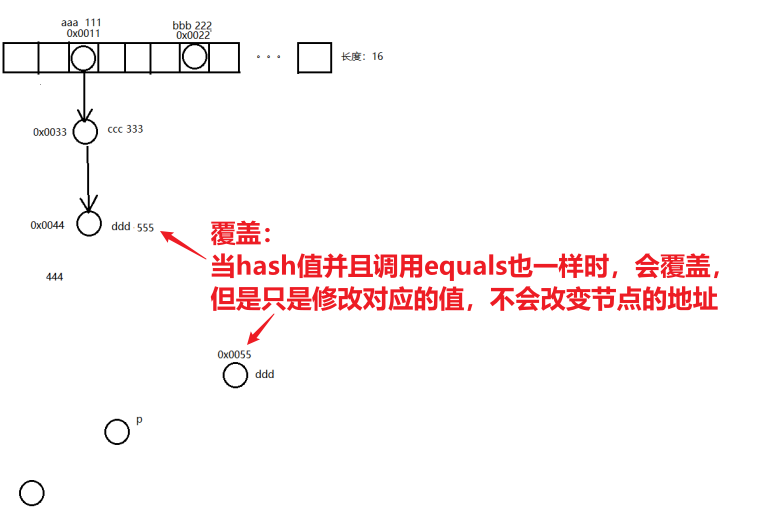 aaa 111
0x0011
bbb 222
0x0022
。。。
长度：16
0x0033
ccc 333
0x0044
ddd 555
覆盖：
当hash值并且调用equals也一样时，会覆盖，
但是只是修改对应的值，不会改变节点的地址
444
0x0055
ddd
p